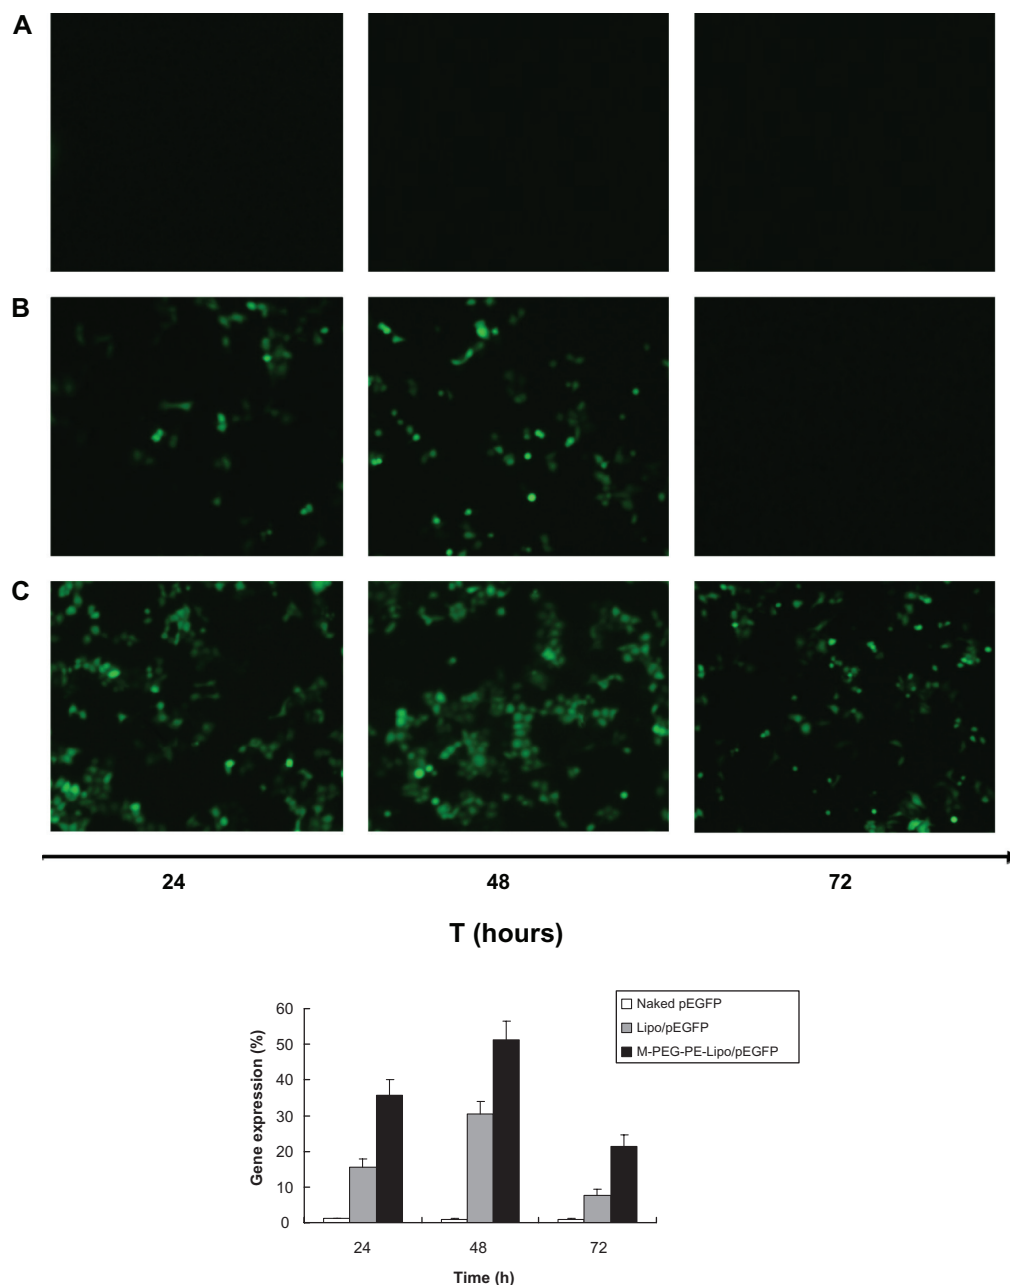 A
B
C
24 48 72
T (hours)
Gene expression (%)
60
50
40
30
20
10
0
Naked pEGFP
Lipo/pEGFP
M-PEG-PE-Lipo/pEGFP
24 48 72
Time (h)